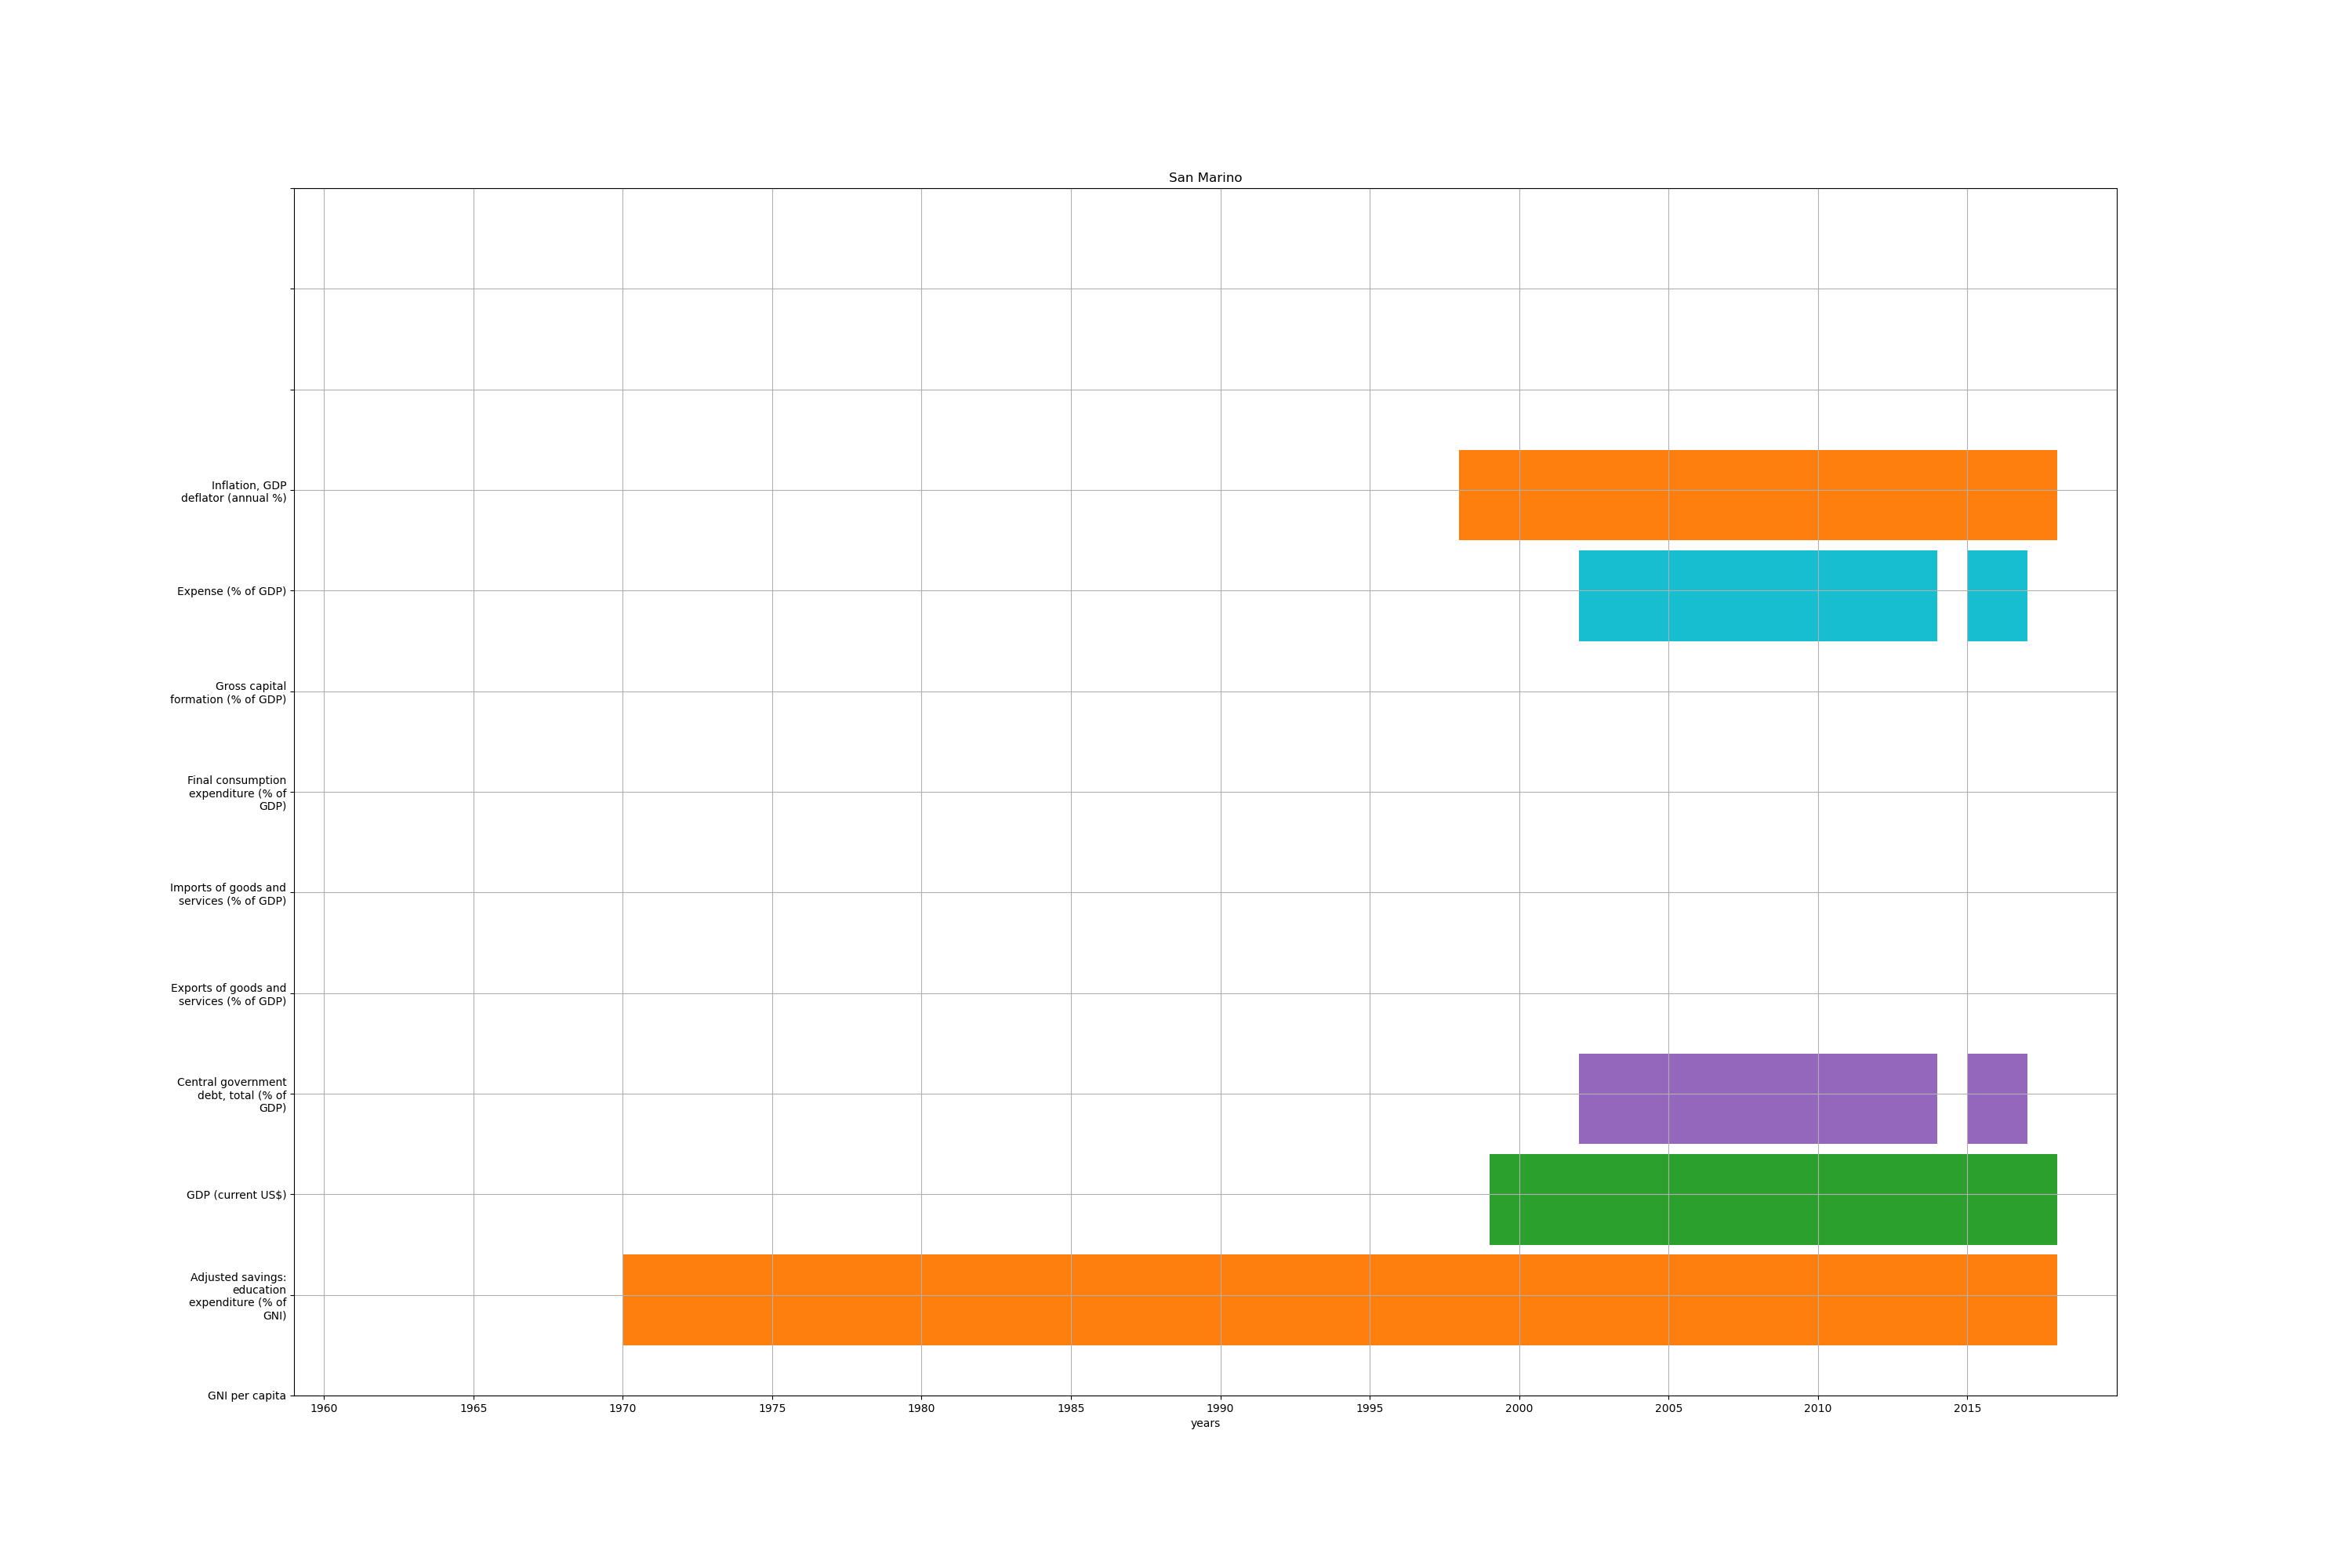 San Marino
Inflation, GDP
deflator (annual %)
Expense (% of GDP)
Gross capital
formation (% of GDP)
Final consumption
expenditure (% of
GDP)
Imports of goods and
services (% of GDP)
Exports of goods and
services (% of GDP)
Central government
debt, total (% of
GDP)
GDP (current US$)
Adjusted savings:
education
expenditure (% of
GNI)
GNI per capita
1960 1965 1970 1975 1980 1985 1990 1995 2000 2005 2010 2015
years